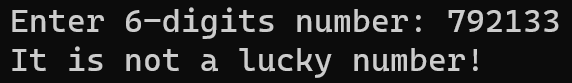 Enter 6-digits number: 792133
It is not a lucky number!